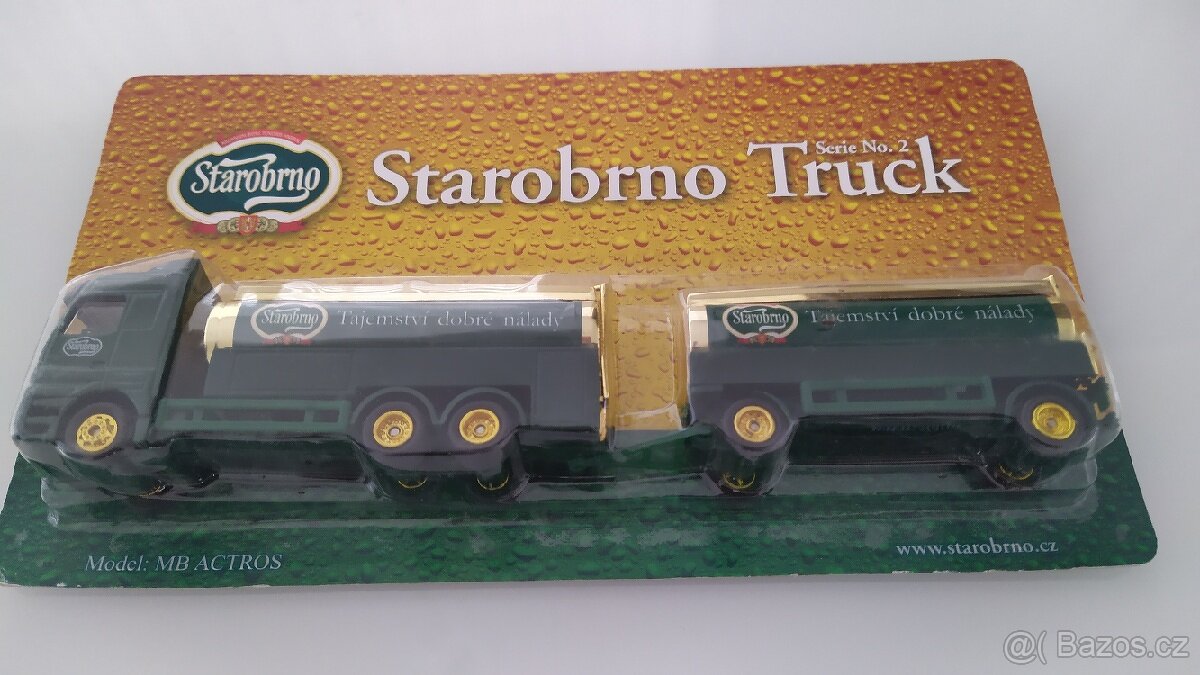 Starobrno
Starobrno Truck
Serie No. 2
Starobrno
Tajemství dobré nálady
Starobrno
Tajemství dobré nálady
Starobrno
Model: MB ACTROS
www.starobrno.cz
@( Bazos.cz